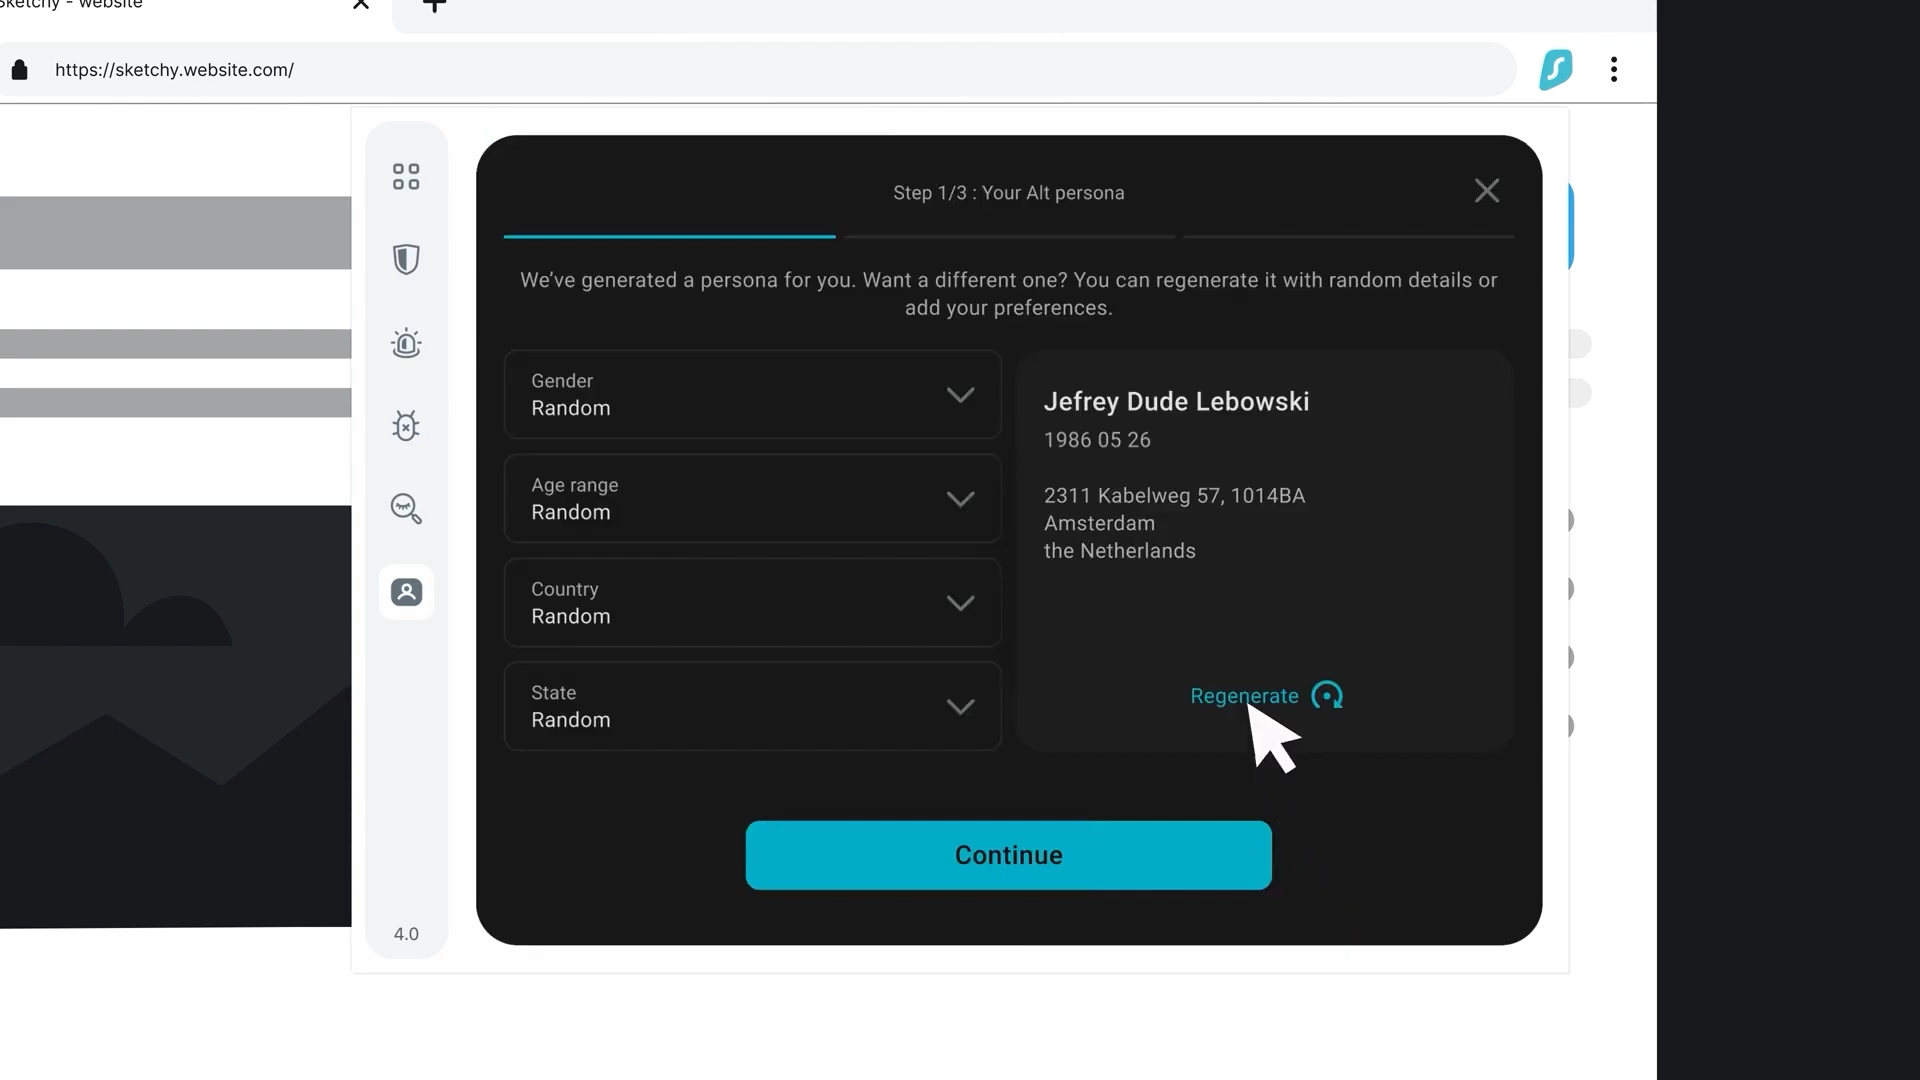 Sketchy - website
https://sketchy.website.com/
Step 1/3 : Your Alt persona
We’ve generated a persona for you. Want a different one? You can regenerate it with random details or
add your preferences.
Gender
Random
Age range
Random
Country
Random
State
Random
Jefrey Dude Lebowski
1986 05 26
2311 Kabelweg 57, 1014BA
Amsterdam
the Netherlands
Regenerate
Continue
4.0